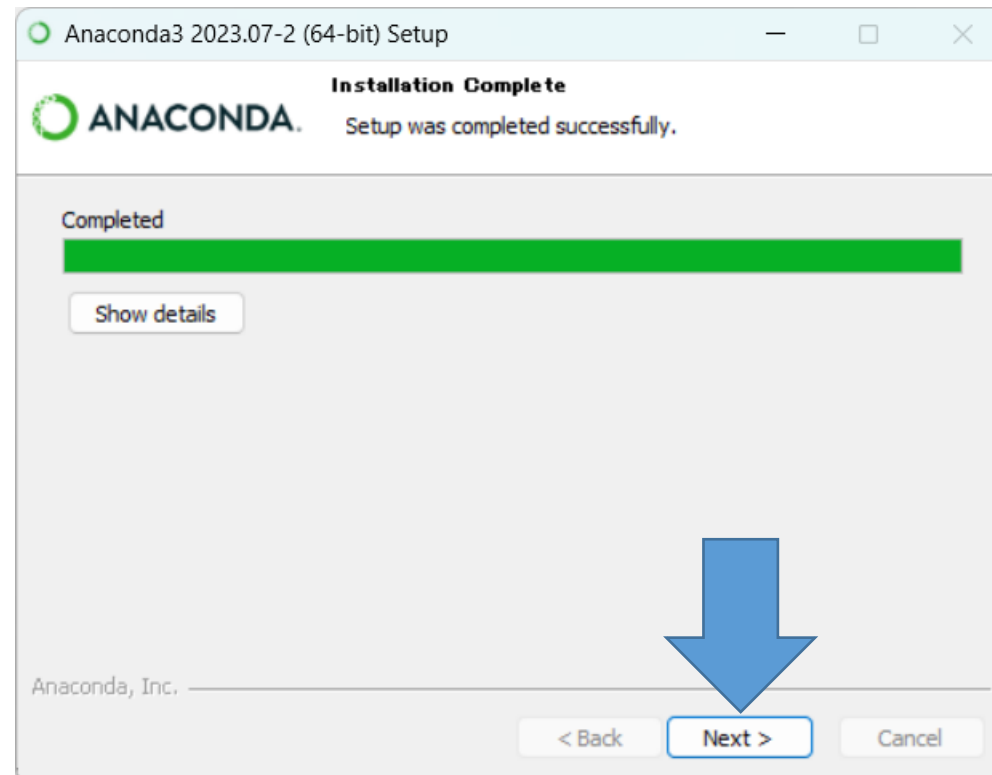 Anaconda3 2023.07-2 (64-bit) Setup
ANACONDA.
Installation Complete
Setup was completed successfully.
Completed
Show details
Anaconda, Inc.
< Back
Next >
Cancel